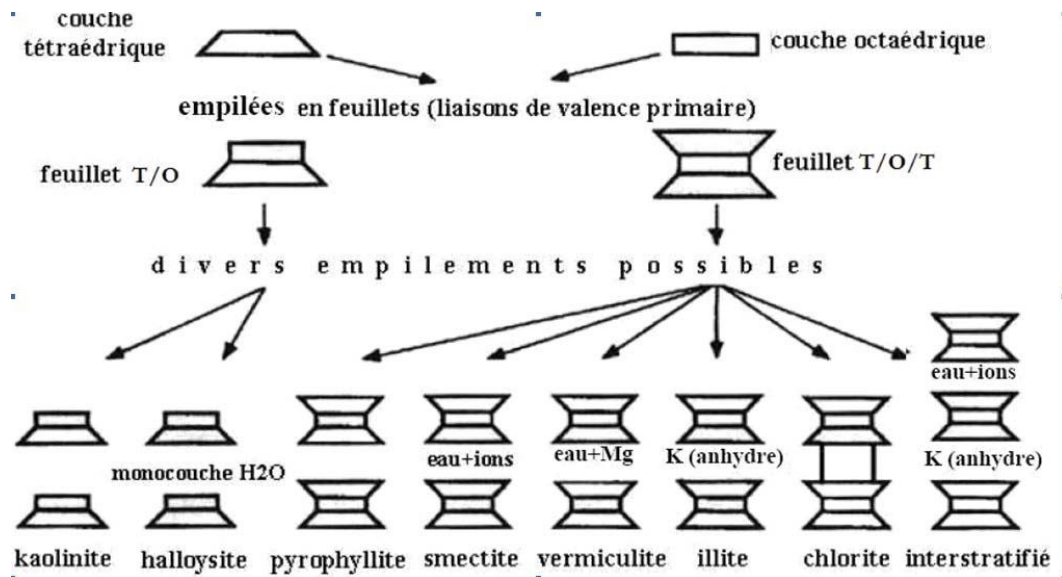 couche
tétraédrique
couche octaédrique
empilées en feuillets (liaisons de valence primaire)
feuillet T/O
feuillet T/O/T
divers empilements possibles
eau+ions
monocouche H2O
eau+ions
eau+Mg
K (anhydre)
K (anhydre)
kaolinite
halloysite
pyrophyllite
smectite
vermiculite
illite
chlorite
interstratifié